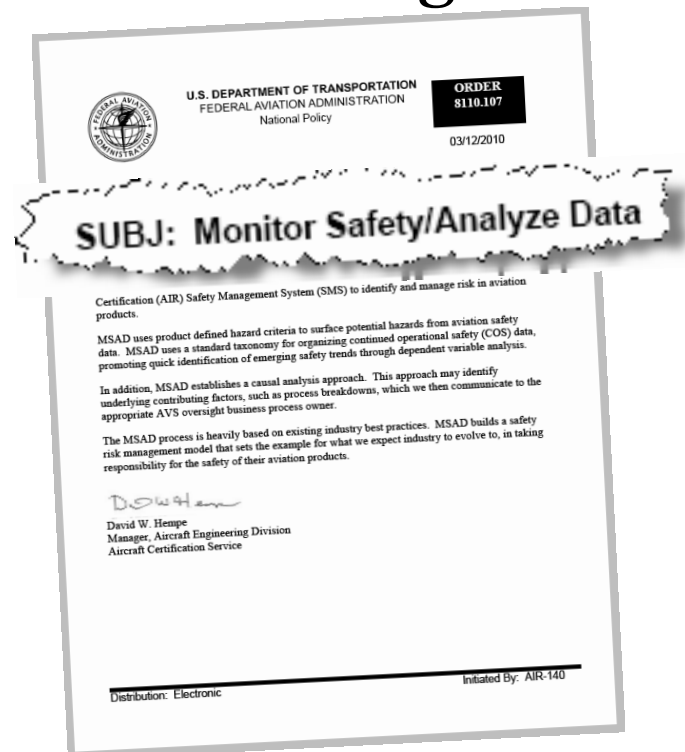 U.S. DEPARTMENT OF TRANSPORTATION
FEDERAL AVIATION ADMINISTRATION
National Policy
ORDER
8110.107
03/12/2010
FEDERAL AVIATION
ADMINISTRATION
SUBJ: Monitor Safety/Analyze Data
Certification (AIR) Safety Management System (SMS) to identify and manage risk in aviation
products.
MSAD uses product defined hazard criteria to surface potential hazards from aviation safety
data. MSAD uses a standard taxonomy for organizing continued operational safety (COS) data,
promoting quick identification of emerging safety trends through dependent variable analysis.
In addition, MSAD establishes a causal analysis approach. This approach may identify
underlying contributing factors, such as process breakdowns, which we then communicate to the
appropriate AVS oversight business process owner.
The MSAD process is heavily based on existing industry best practices. MSAD builds a safety
risk management model that sets the example for what we expect industry to evolve to, in taking
responsibility for the safety of their aviation products.
David W. Hempe
Manager, Aircraft Engineering Division
Aircraft Certification Service
Distribution: Electronic
Initiated By: AIR-140